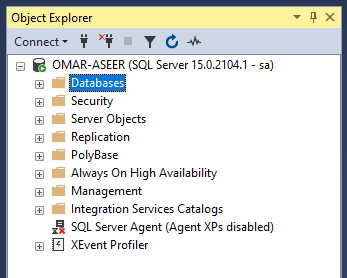 Object Explorer
Connect
OMAR-ASEER (SQL Server 15.0.2104.1 - sa)
Databases
Security
Server Objects
Replication
PolyBase
Always On High Availability
Management
Integration Services Catalogs
SQL Server Agent (Agent XPs disabled)
XEvent Profiler